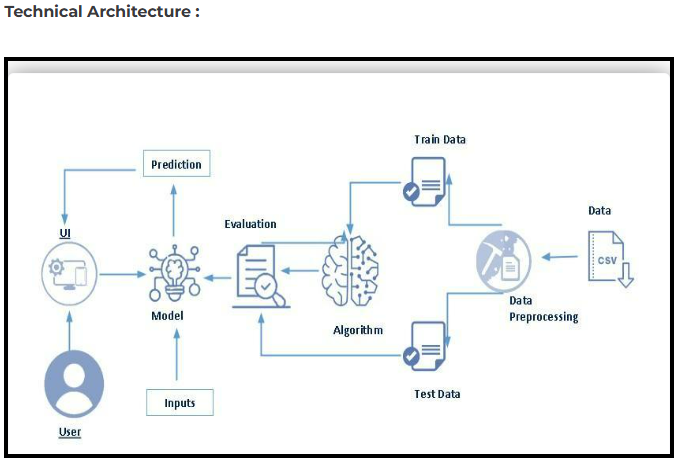 Technical Architecture :
Train Data
Prediction
Data
UI
Evaluation
CSV
Model
Data
Preprocessing
Algorithm
Inputs
Test Data
User